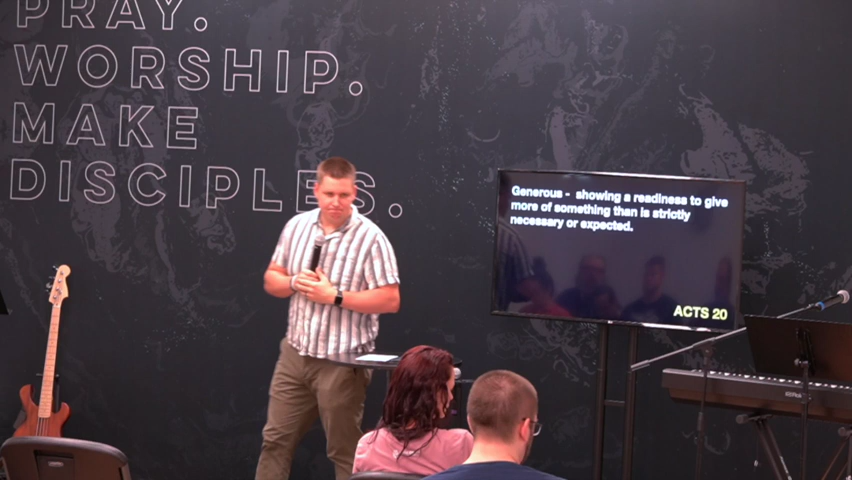 PRAY.
WORSHIP.
MAKE
DISCIPLES.
Generous - showing a readiness to give
more of something than is strictly
necessary or expected.
ACTS 20
Roland